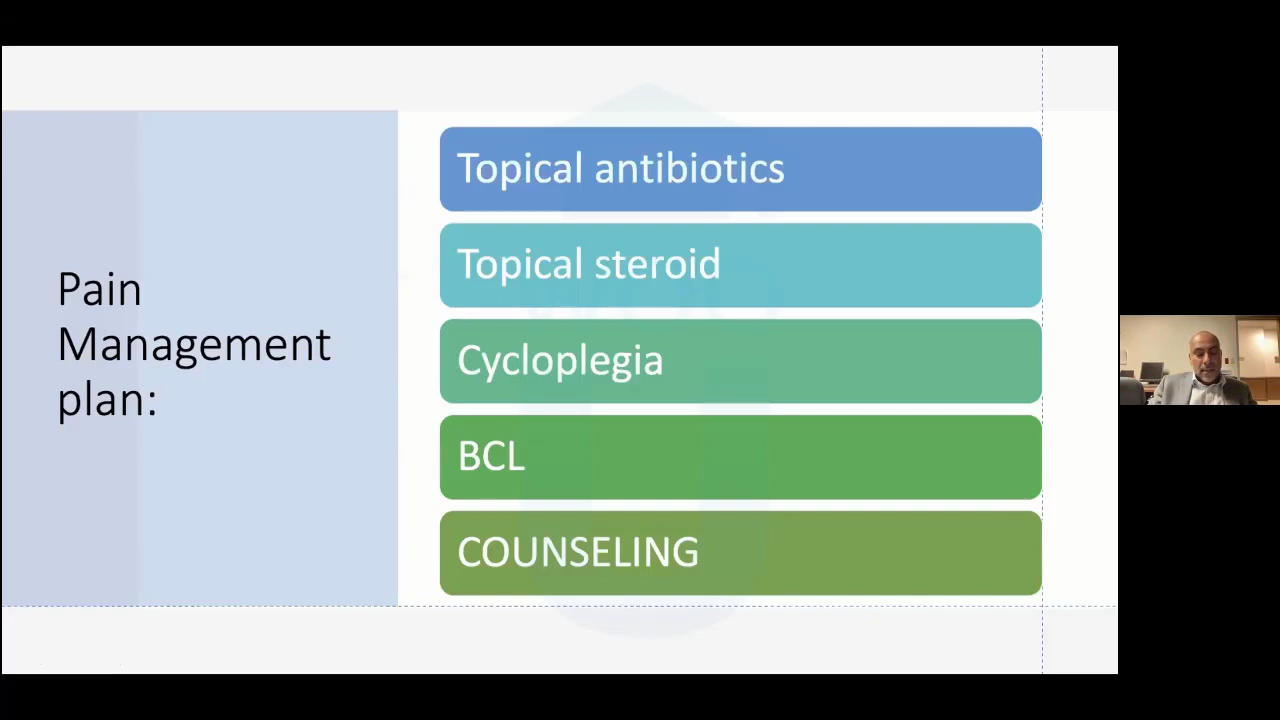 Pain
Management
plan:
Topical antibiotics
Topical steroid
Cycloplegia
BCL
COUNSELING